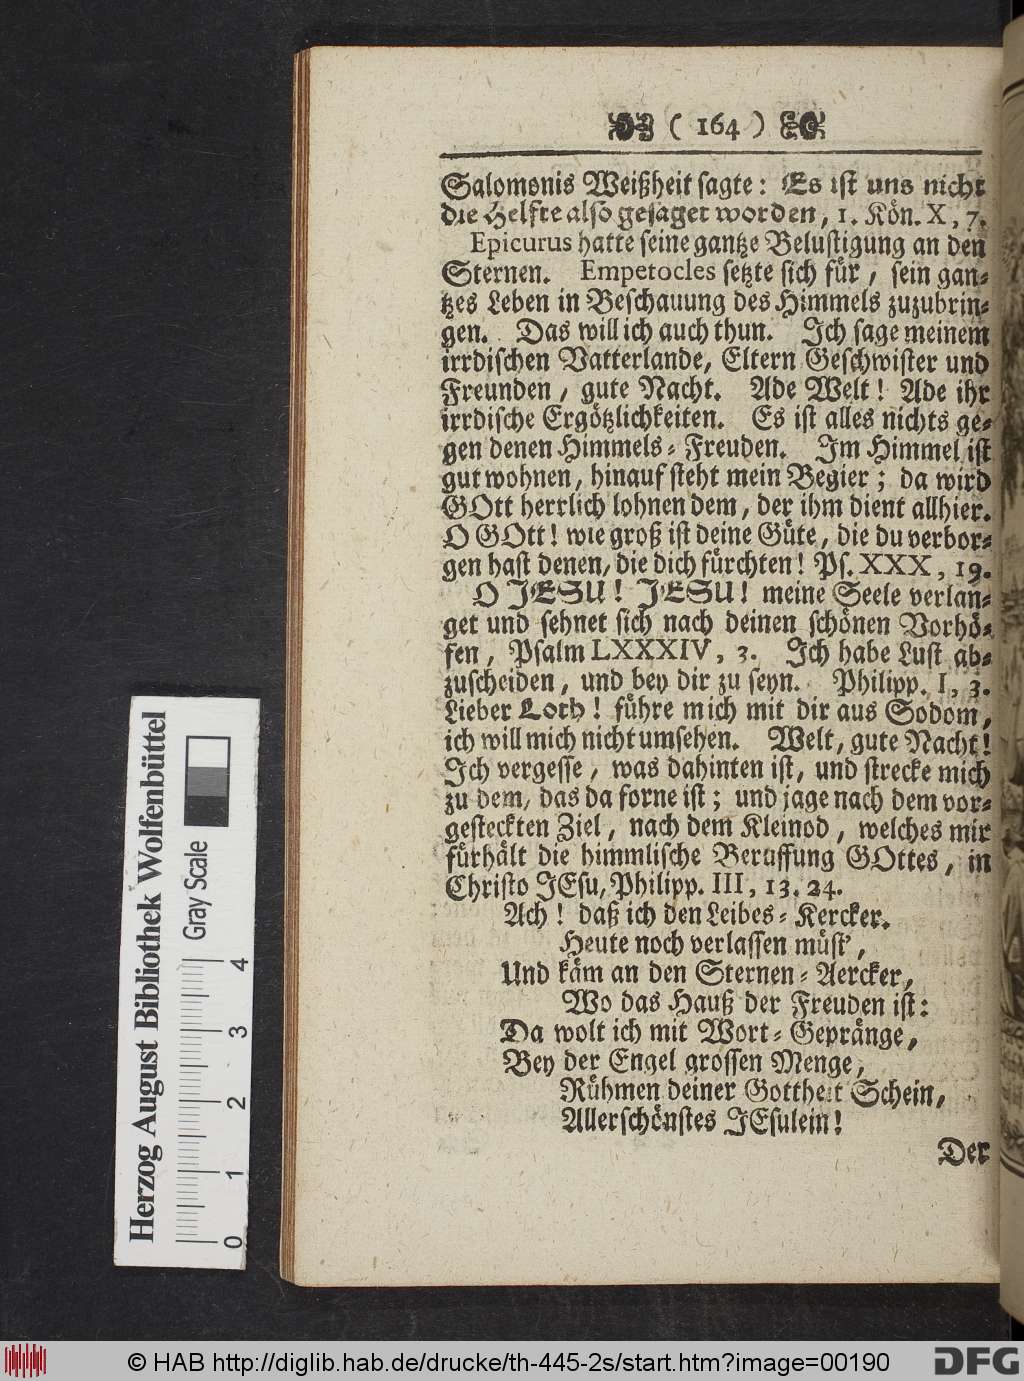 ( 164 )
Salomonis Weißheit sagte: Es ist uns nicht
die Helfte also gesaget worden, 1. Kön. X, 7.
Epicurus hatte seine gantze Belustigung an den
Sternen. Empetocles setzte sich für, sein gan-
tzes Leben in Beschauung des Himmels zuzubrin-
gen. Das will ich auch thun. Ich sage meinem
irrdischen Vatterlande, Eltern Geschwister und
Freunden, gute Nacht. Ade Welt! Ade ihr
irrdische Ergötzlichkeiten. Es ist alles nichts ge-
gen denen Himmels-Freuden. Im Himmel ist
gut wohnen, hinauf steht mein Begier; da wird
GOtt herrlich lohnen dem, der ihm dient allhier.
O GOtt! wie groß ist deine Güte, die du verbor-
gen hast denen, die dich fürchten! Ps. XXX, 19.
O JESU! JESU! meine Seele verlan-
get und sehnet sich nach deinen schönen Vorhö-
fen, Psalm LXXXIV, 3. Ich habe Lust ab-
zuscheiden, und bey dir zu seyn. Philipp. I, 3.
Lieber Loth! führe mich mit dir aus Sodom,
ich will mich nicht umsehen. Welt, gute Nacht!
Ich vergesse, was dahinten ist, und strecke mich
zu dem, das da forne ist; und jage nach dem vor-
gesteckten Ziel, nach dem Kleinod, welches mir
fürhält die himmlische Beruffung GOttes, in
Christo JEsu, Philipp. III, 13. 24.
Ach! daß ich den Leibes-Kercker.
Heute noch verlassen müst',
Und käm an den Sternen-Aercker,
Wo das Hauß der Freuden ist:
Da wolt ich mit Wort-Gepränge,
Bey der Engel grossen Menge,
Rühmen deiner Gottheit Schein,
Allerschönstes JEsulein!
Der
Herzog August Bibliothek Wolfenbüttel
Gray Scale
0 1 2 3 4
© HAB http://diglib.hab.de/drucke/th-445-2s/start.htm?image=00190
DFG